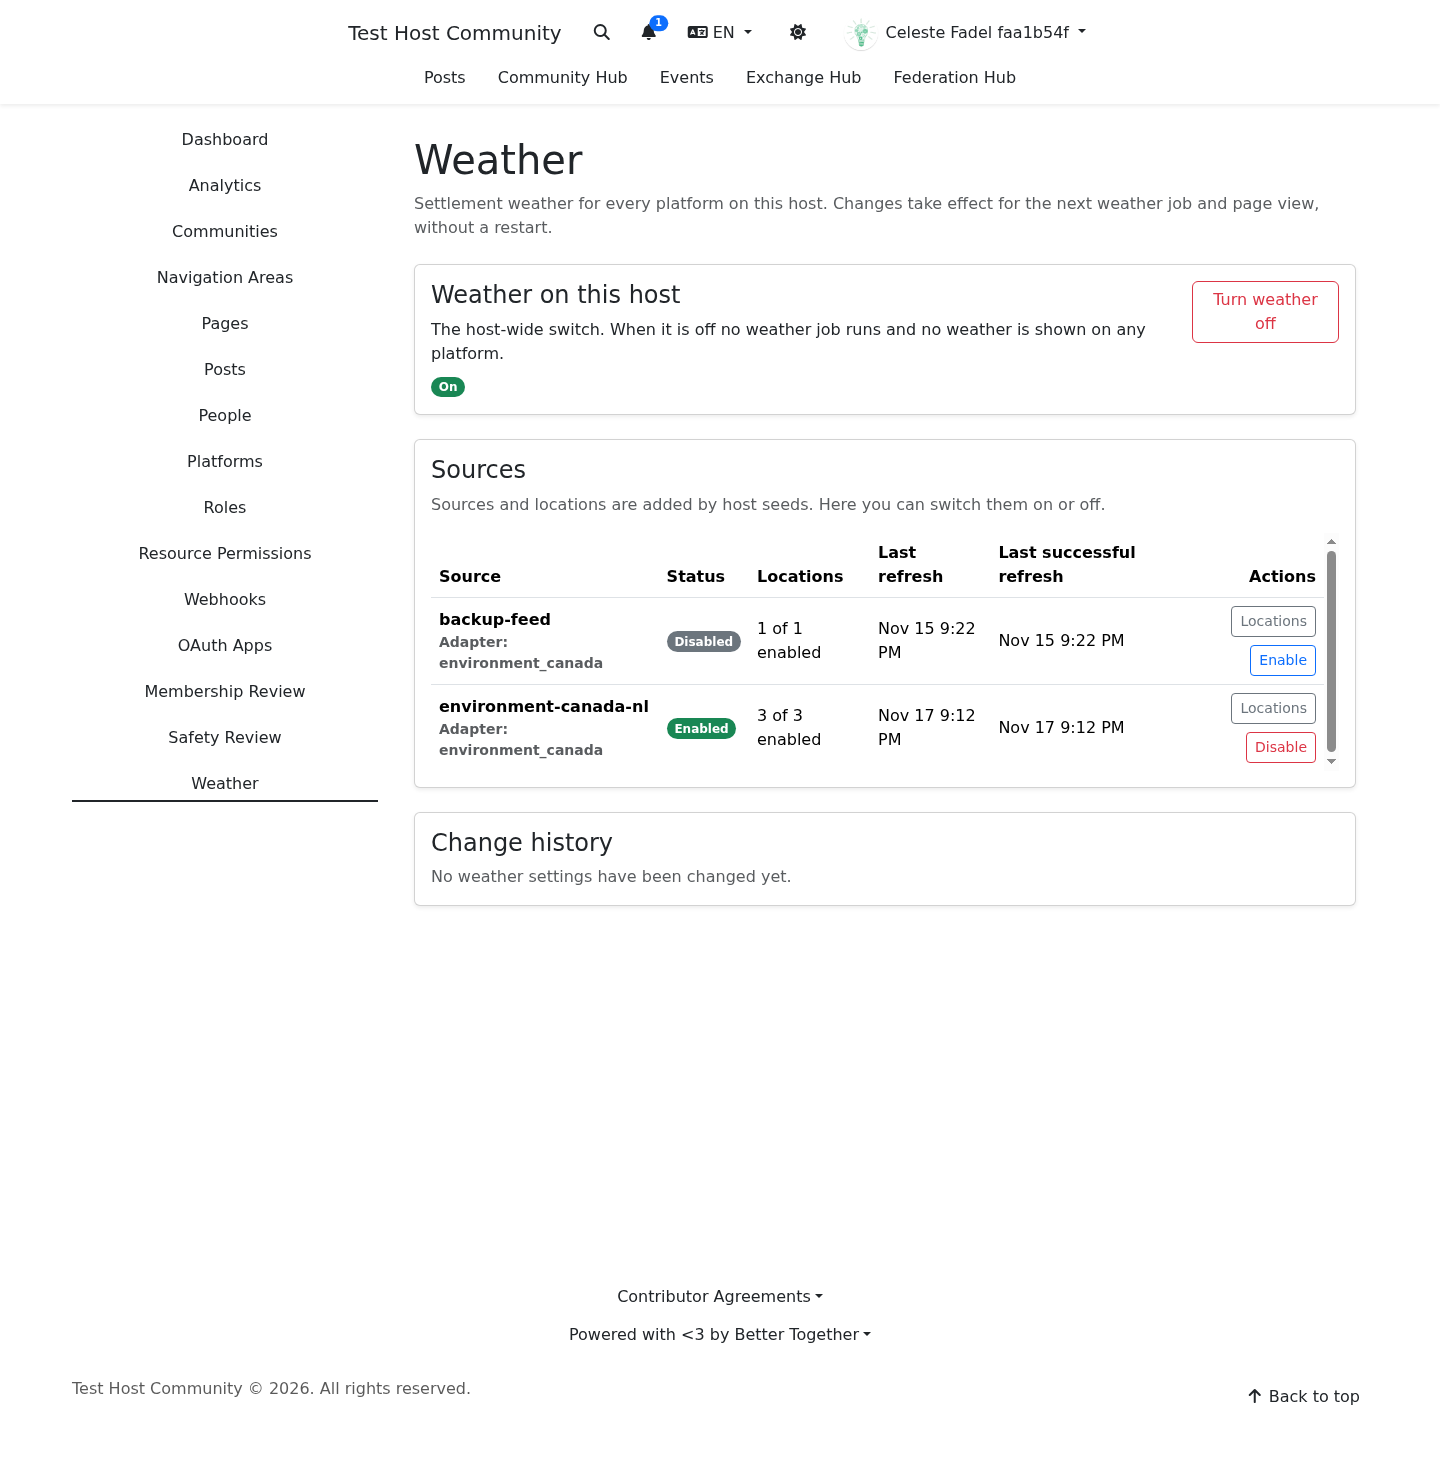 Test Host Community
1
EN
Celeste Fadel faa1b54f
Posts
Community Hub
Events
Exchange Hub
Federation Hub
Dashboard
Analytics
Communities
Navigation Areas
Pages
Posts
People
Platforms
Roles
Resource Permissions
Webhooks
OAuth Apps
Membership Review
Safety Review
Weather
Weather
Settlement weather for every platform on this host. Changes take effect for the next weather job and page view,
without a restart.
Weather on this host
The host-wide switch. When it is off no weather job runs and no weather is shown on any
platform.
On
Turn weather
off
Sources
Sources and locations are added by host seeds. Here you can switch them on or off.
Source
Status
Locations
Last
refresh
Last successful
refresh
Actions
backup-feed
Adapter:
environment_canada
Disabled
1 of 1
enabled
Nov 15 9:22
PM
Nov 15 9:22 PM
Locations
Enable
environment-canada-nl
Adapter:
environment_canada
Enabled
3 of 3
enabled
Nov 17 9:12
PM
Nov 17 9:12 PM
Locations
Disable
Change history
No weather settings have been changed yet.
Contributor Agreements
Powered with <3 by Better Together
Test Host Community © 2026. All rights reserved.
Back to top